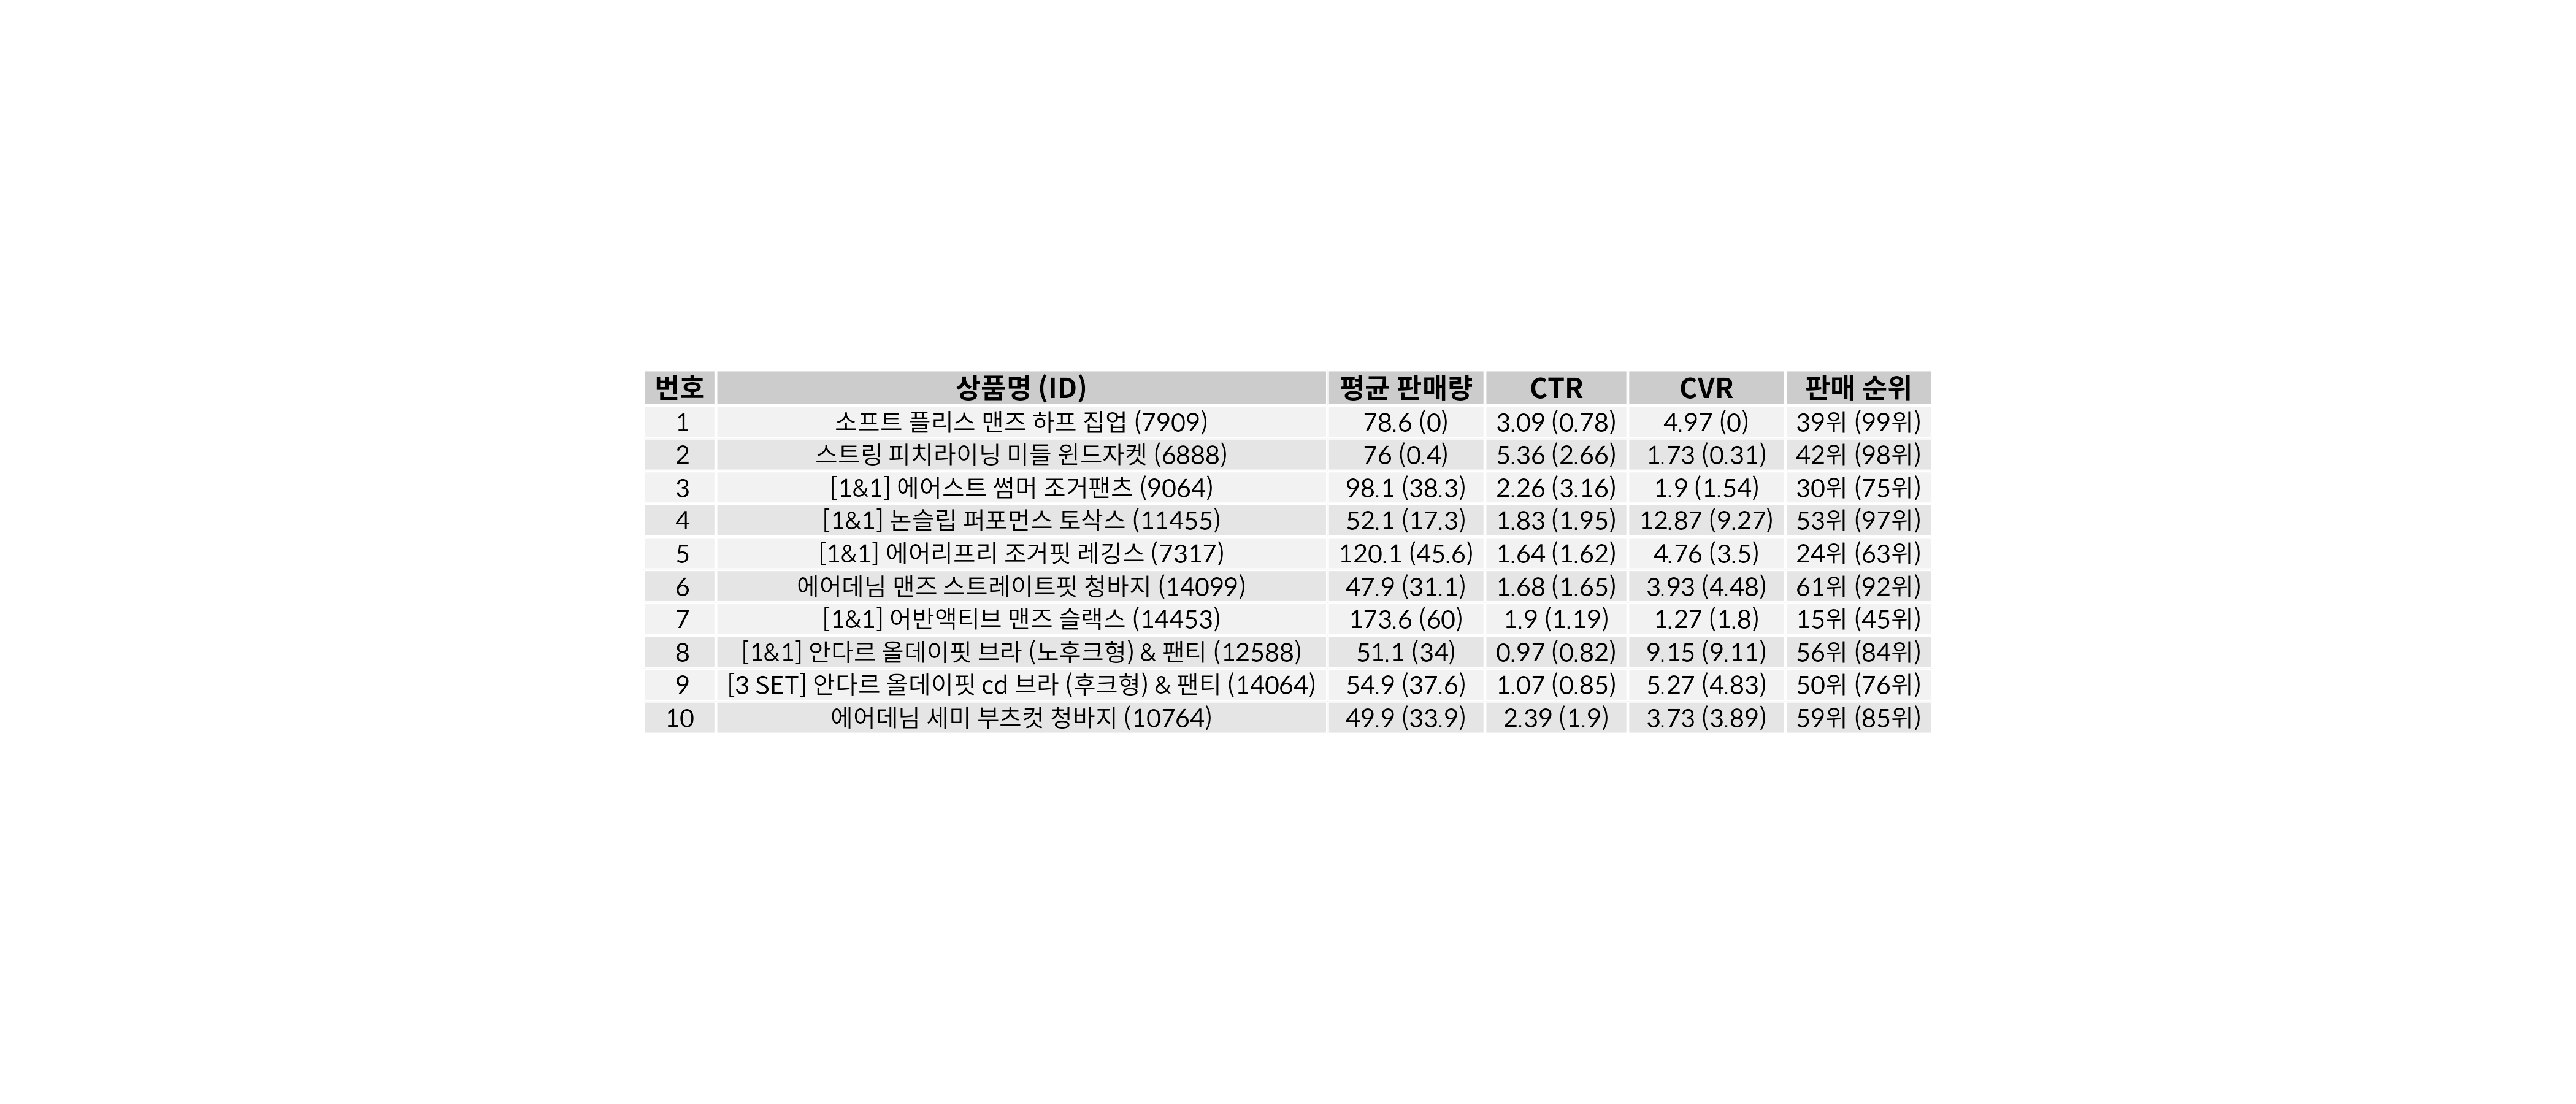 번호 상품명 (ID) 평균 판매량 CTR CVR 판매 순위
1 소프트 플리스 맨즈 하프 집업 (7909) 78.6 (0) 3.09 (0.78) 4.97 (0) 39위 (99위)
2 스트링 피치라이닝 미들 윈드자켓 (6888) 76 (0.4) 5.36 (2.66) 1.73 (0.31) 42위 (98위)
3 [1&1] 에어스트 썸머 조거팬츠 (9064) 98.1 (38.3) 2.26 (3.16) 1.9 (1.54) 30위 (75위)
4 [1&1] 논슬립 퍼포먼스 토삭스 (11455) 52.1 (17.3) 1.83 (1.95) 12.87 (9.27) 53위 (97위)
5 [1&1] 에어리프리 조거핏 레깅스 (7317) 120.1 (45.6) 1.64 (1.62) 4.76 (3.5) 24위 (63위)
6 에어데님 맨즈 스트레이트핏 청바지 (14099) 47.9 (31.1) 1.68 (1.65) 3.93 (4.48) 61위 (92위)
7 [1&1] 어반액티브 맨즈 슬랙스 (14453) 173.6 (60) 1.9 (1.19) 1.27 (1.8) 15위 (45위)
8 [1&1] 안다르 올데이핏 브라 (노후크형) & 팬티 (12588) 51.1 (34) 0.97 (0.82) 9.15 (9.11) 56위 (84위)
9 [3 SET] 안다르 올데이핏 cd 브라 (후크형) & 팬티 (14064) 54.9 (37.6) 1.07 (0.85) 5.27 (4.83) 50위 (76위)
10 에어데님 세미 부츠컷 청바지 (10764) 49.9 (33.9) 2.39 (1.9) 3.73 (3.89) 59위 (85위)